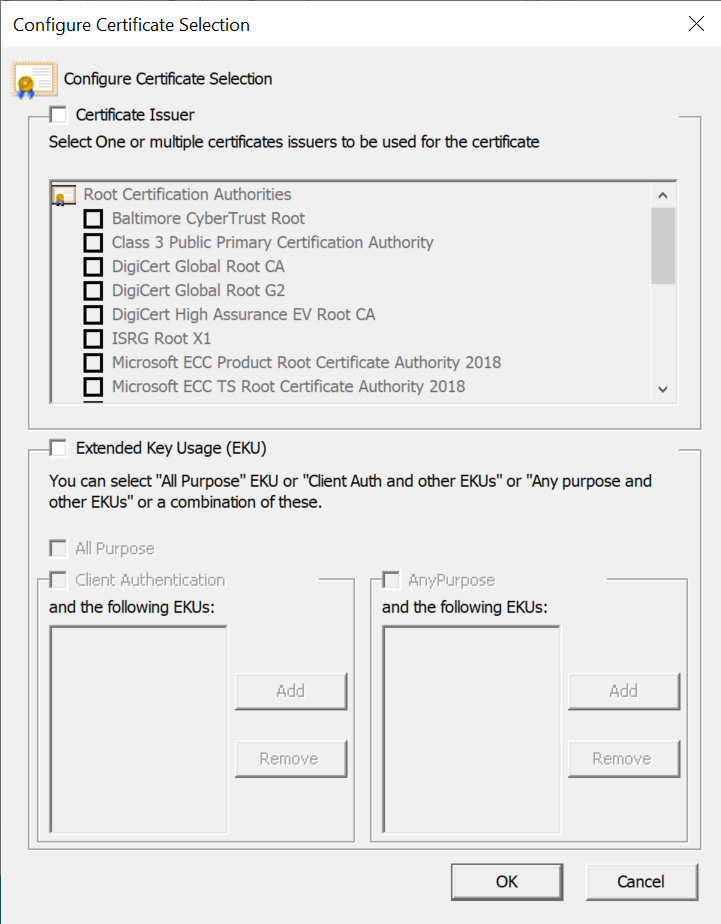 Configure Certificate Selection
Configure Certificate Selection
Certificate Issuer
Select One or multiple certificates issuers to be used for the certificate
Root Certification Authorities
Baltimore CyberTrust Root
Class 3 Public Primary Certification Authority
DigiCert Global Root CA
DigiCert Global Root G2
DigiCert High Assurance EV Root CA
ISRG Root X1
Microsoft ECC Product Root Certificate Authority 2018
Microsoft ECC TS Root Certificate Authority 2018
Extended Key Usage (EKU)
You can select "All Purpose" EKU or "Client Auth and other EKUs" or "Any purpose and
other EKUs" or a combination of these.
All Purpose
Client Authentication
and the following EKUs:
Add
Remove
AnyPurpose
and the following EKUs:
Add
Remove
OK
Cancel